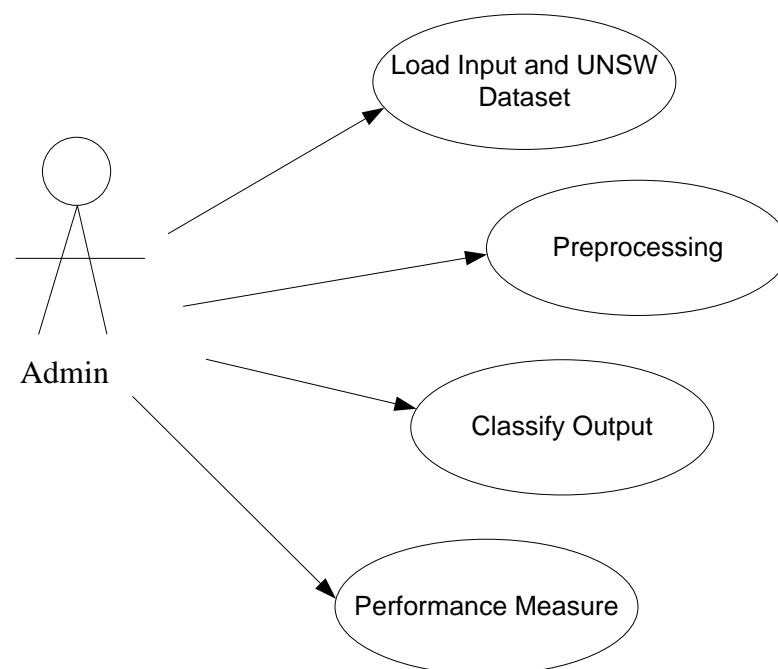 Load Input and UNSW
Dataset
Preprocessing
Admin
Classify Output
Performance Measure